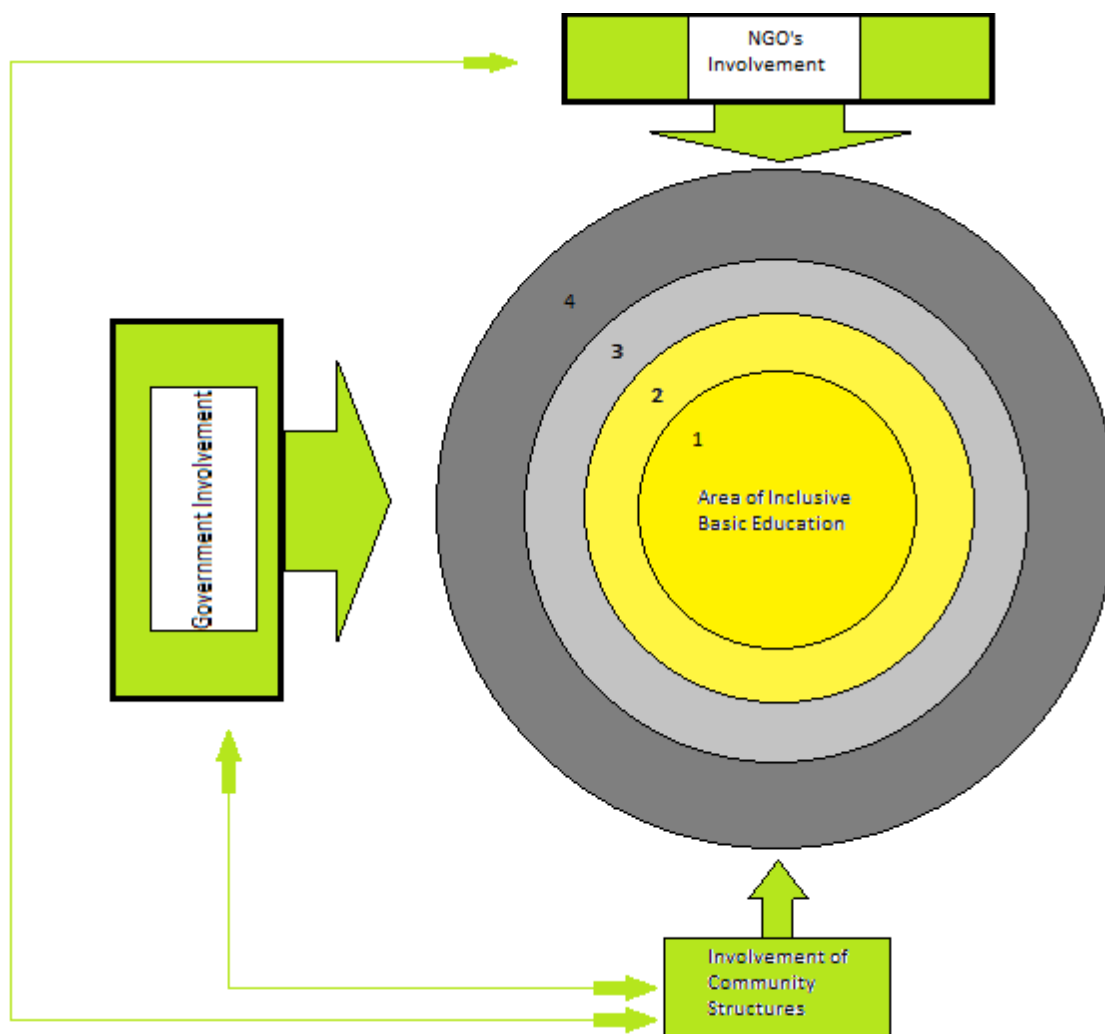 NGO's
Involvement
4
3
2
1
Government Involvement
Area of Inclusive
Basic Education
Involvement of
Community
Structures